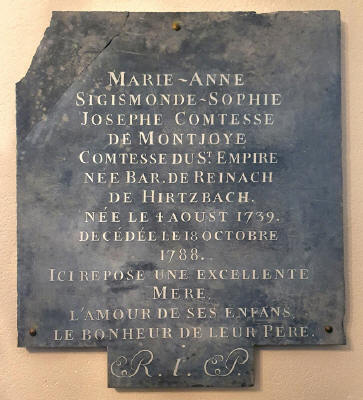 MARIE~ANNE
SIGISMONDE~SOPHIE
JOSEPHE COMTESSE
DE MONTJOYE
COMTESSE DU St. EMPIRE
NEE BAR. DE REINACH
DE HIRTZBACH.
NÉE LE 4 AOUST 1739.
DECÉDÉE LE 18 OCTOBRE
1788.
ICI REPOSE UNE EXCELLENTE
MERE,
L'AMOUR DE SES ENFANS,
LE BONHEUR DE LEUR PERE.
R. i. P.